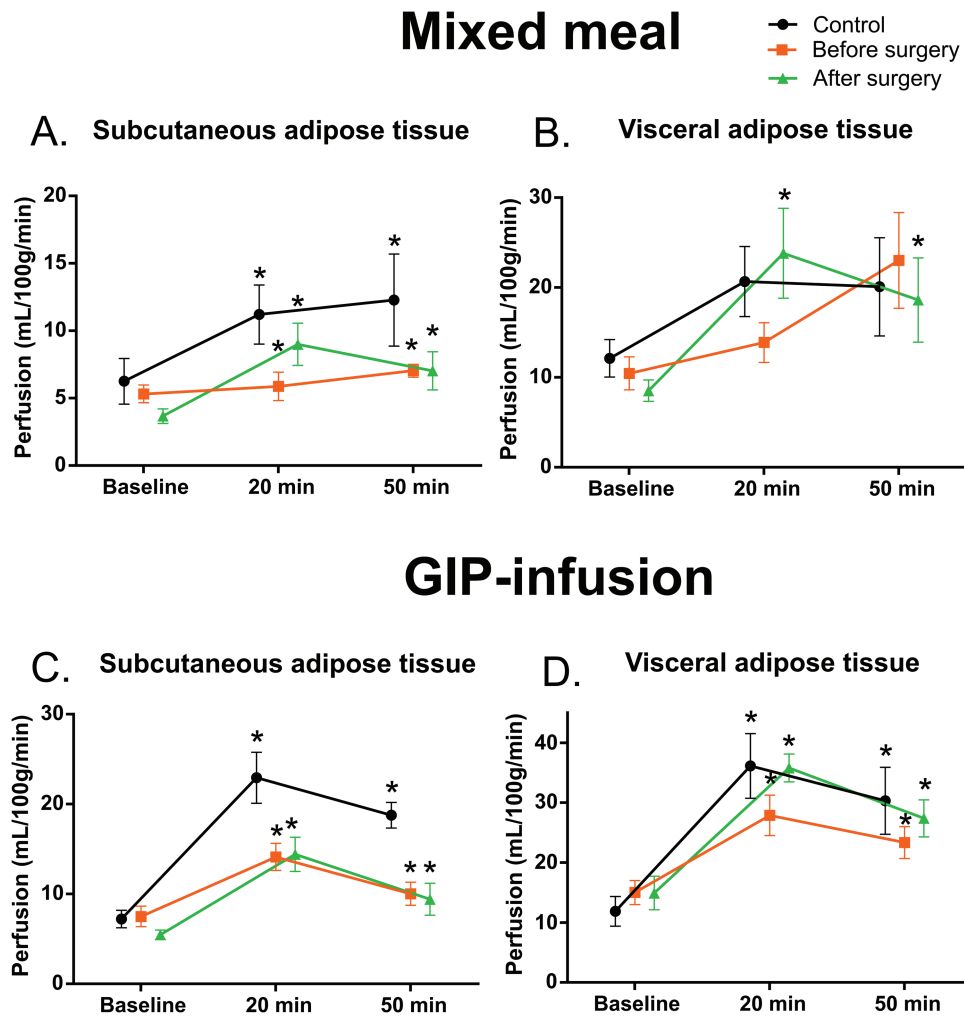 Mixed meal
Control
Before surgery
After surgery
A.
Subcutaneous adipose tissue
Perfusion (mL/100g/min)
20
15
10
5
0
* * * * * *
Baseline 20 min 50 min
B.
Visceral adipose tissue
Perfusion (mL/100g/min)
30
20
10
0
* *
Baseline 20 min 50 min
GIP-infusion
C.
Subcutaneous adipose tissue
Perfusion (mL/100g/min)
30
20
10
0
* * * * * *
Baseline 20 min 50 min
D.
Visceral adipose tissue
Perfusion (mL/100g/min)
40
30
20
10
0
* * * * * *
Baseline 20 min 50 min